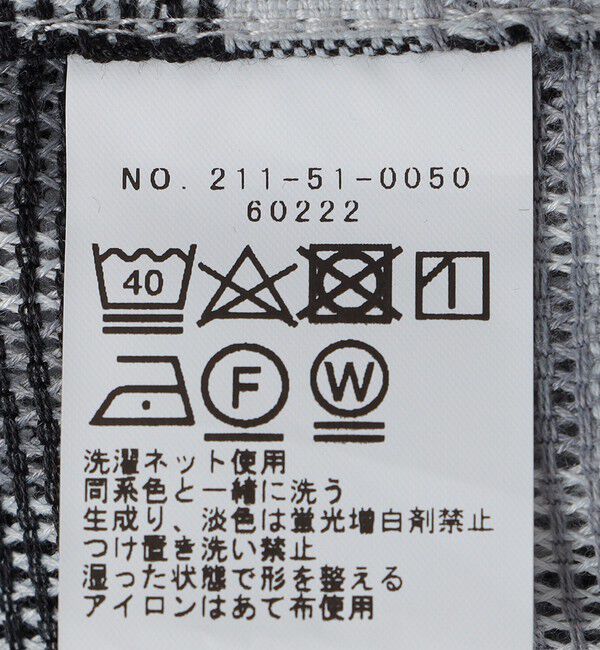 NO. 211-51-0050
60222
40
F W
洗濯ネット使用
同系色と一緒に洗う
生成り、淡色は蛍光増白剤禁止
つけ置き洗い禁止
湿った状態で形を整える
アイロンはあて布使用